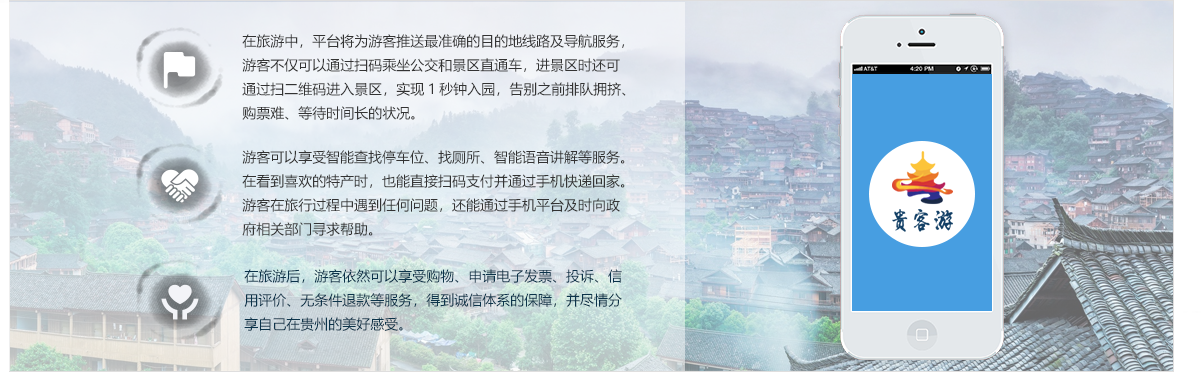 在旅游中，平台将为游客推送最准确的目的地线路及导航服务，
游客不仅可以通过扫码乘坐公交和景区直通车，进景区时还可
通过扫二维码进入景区，实现 1 秒钟入园，告别之前排队拥挤、
购票难、等待时间长的状况。
游客可以享受智能查找停车位、找厕所、智能语音讲解等服务。
在看到喜欢的特产时，也能直接扫码支付并通过手机快递回家。
游客在旅行过程中遇到任何问题，还能通过手机平台及时向政
府相关部门寻求帮助。
在旅游后，游客依然可以享受购物、申请电子发票、投诉、信
用评价、无条件退款等服务，得到诚信体系的保障，并尽情分
享自己在贵州的美好感受。
AT&T 4:20 PM
贵客游